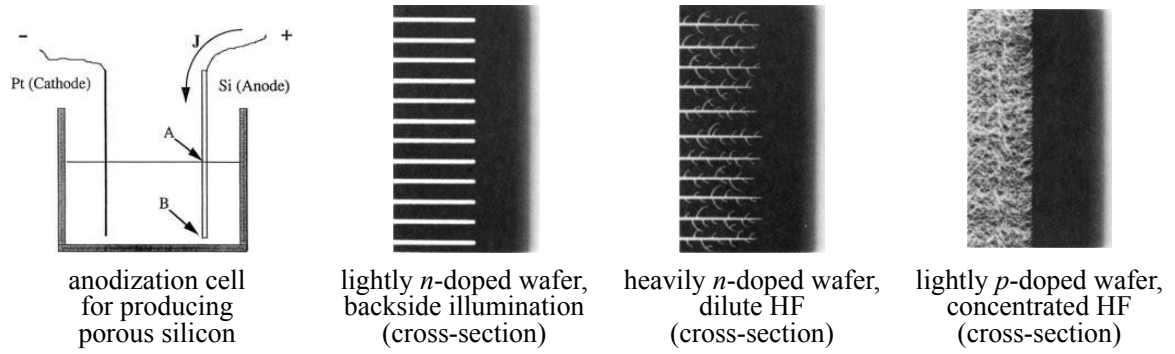 -
J
+
Pt (Cathode)
Si (Anode)
A
B
anodization cell
for producing
porous silicon
lightly n-doped wafer,
backside illumination
(cross-section)
heavily n-doped wafer,
dilute HF
(cross-section)
lightly p-doped wafer,
concentrated HF
(cross-section)